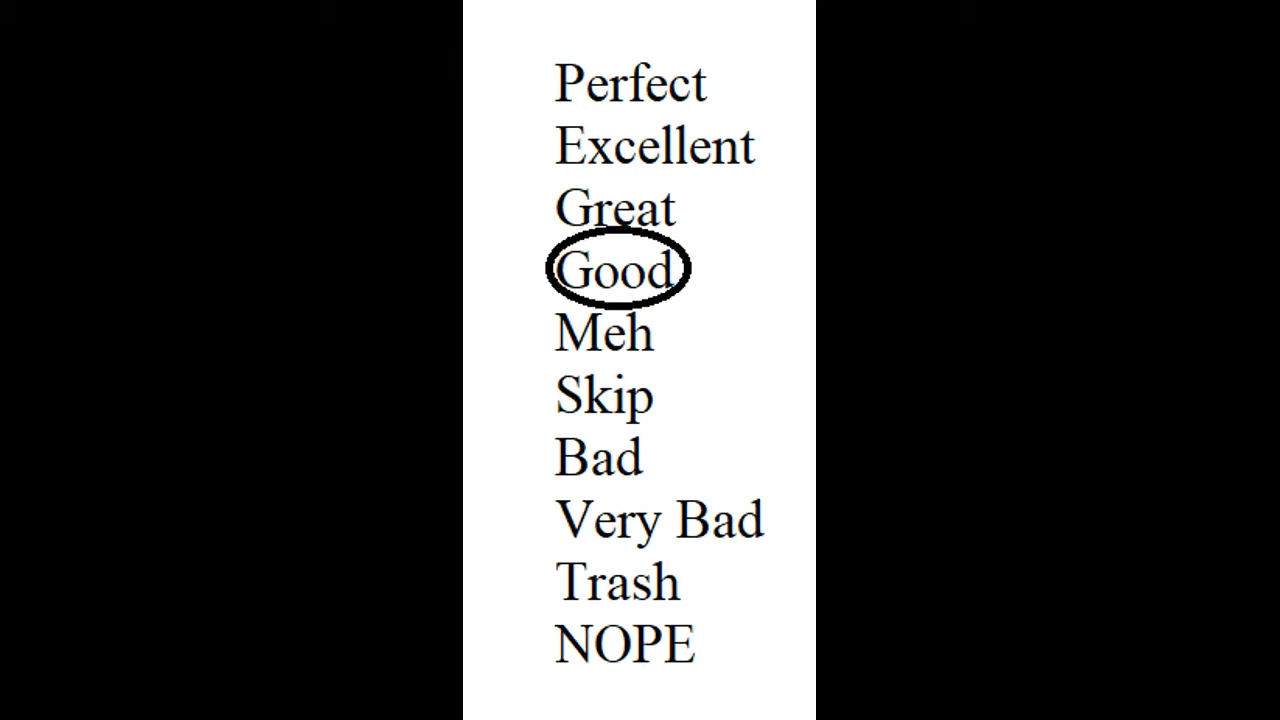 Perfect
Excellent
Great
Good
Meh
Skip
Bad
Very Bad
Trash
NOPE